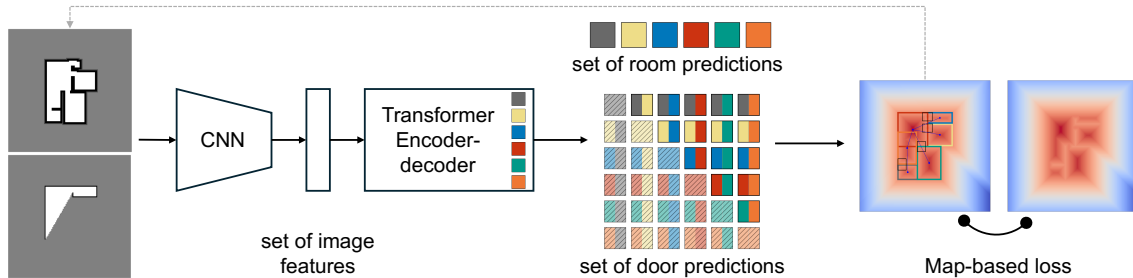 CNN
set of image
features
Transformer
Encoder-
decoder
set of room predictions
set of door predictions
Map-based loss